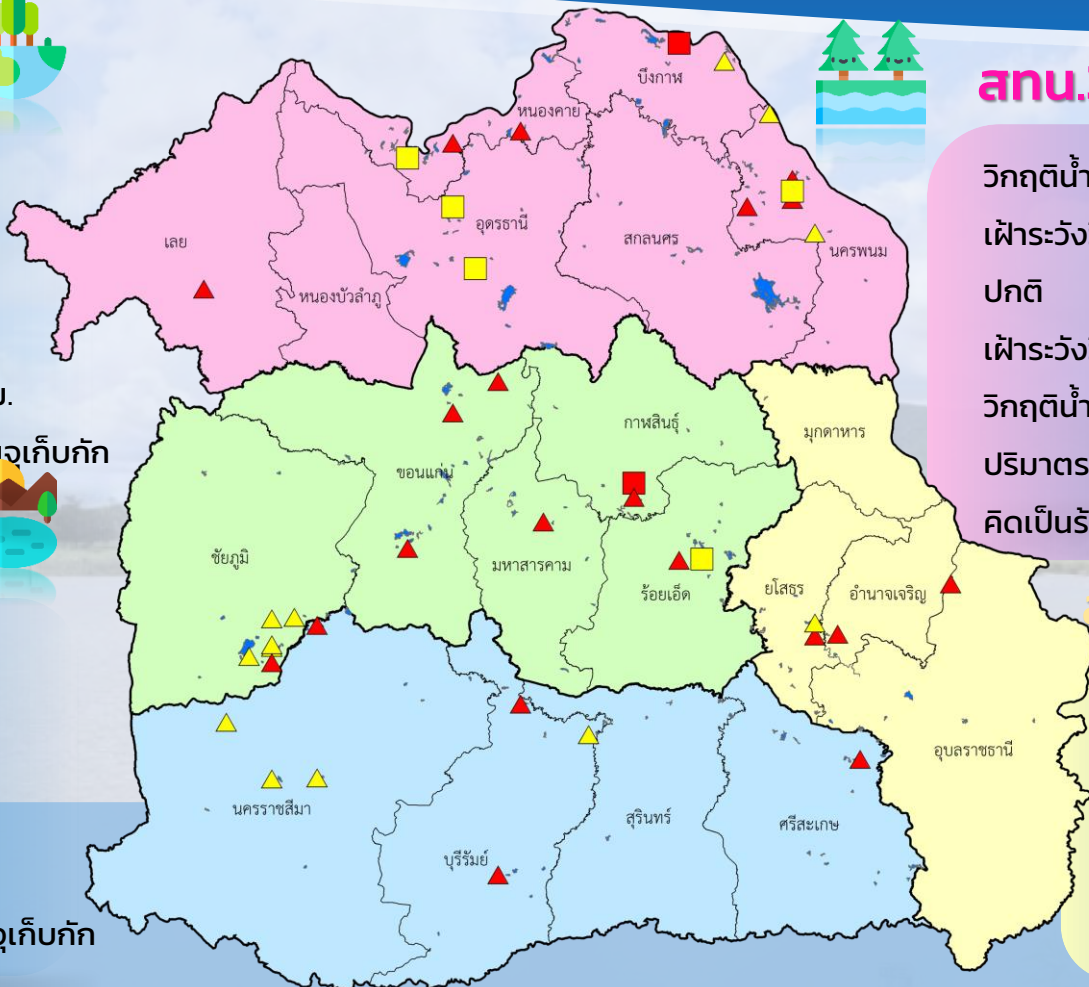 สทน.
วิกฤติน้ำ
เฝ้าระวัง
ปกติ
เฝ้าระวัง
วิกฤติน้ำ
ปริมาตร
คิดเป็นร้
ม.
จุเก็บกัก
จุเก็บกัก
บึงกาฬ
หนองคาย
อุดรธานี
สกลนคร
นครพนม
เลย
หนองบัวลำภู
กาฬสินธุ์
มุกดาหาร
ขอนแก่น
ชัยภูมิ
มหาสารคาม
ร้อยเอ็ด
ยโสธร
อำนาจเจริญ
อุบลราชธานี
นครราชสีมา
สุรินทร์
ศรีสะเกษ
บุรีรัมย์